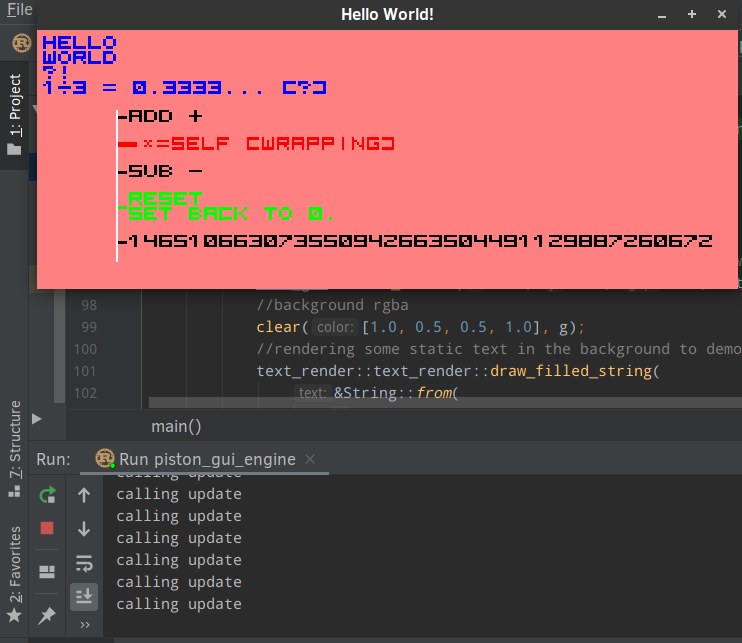 File
Hello World!
HELLO
WORLD
?!
1÷3 = 0.3333... [?]
-ADD +
-×=SELF [WRAPPING]
-SUB -
-RESET
SET BACK TO 0.
-146510663073550942663504491129887260672
1: Project
98 //background rgba
99 clear( color: [1.0, 0.5, 0.5, 1.0], g);
100 //rendering some static text in the background to demo
101 text_render::text_render::draw_filled_string(
102 text: &String::from(
main()
7: Structure
2: Favorites
Run: Run piston_gui_engine
calling update
calling update
calling update
calling update
calling update
calling update
calling update